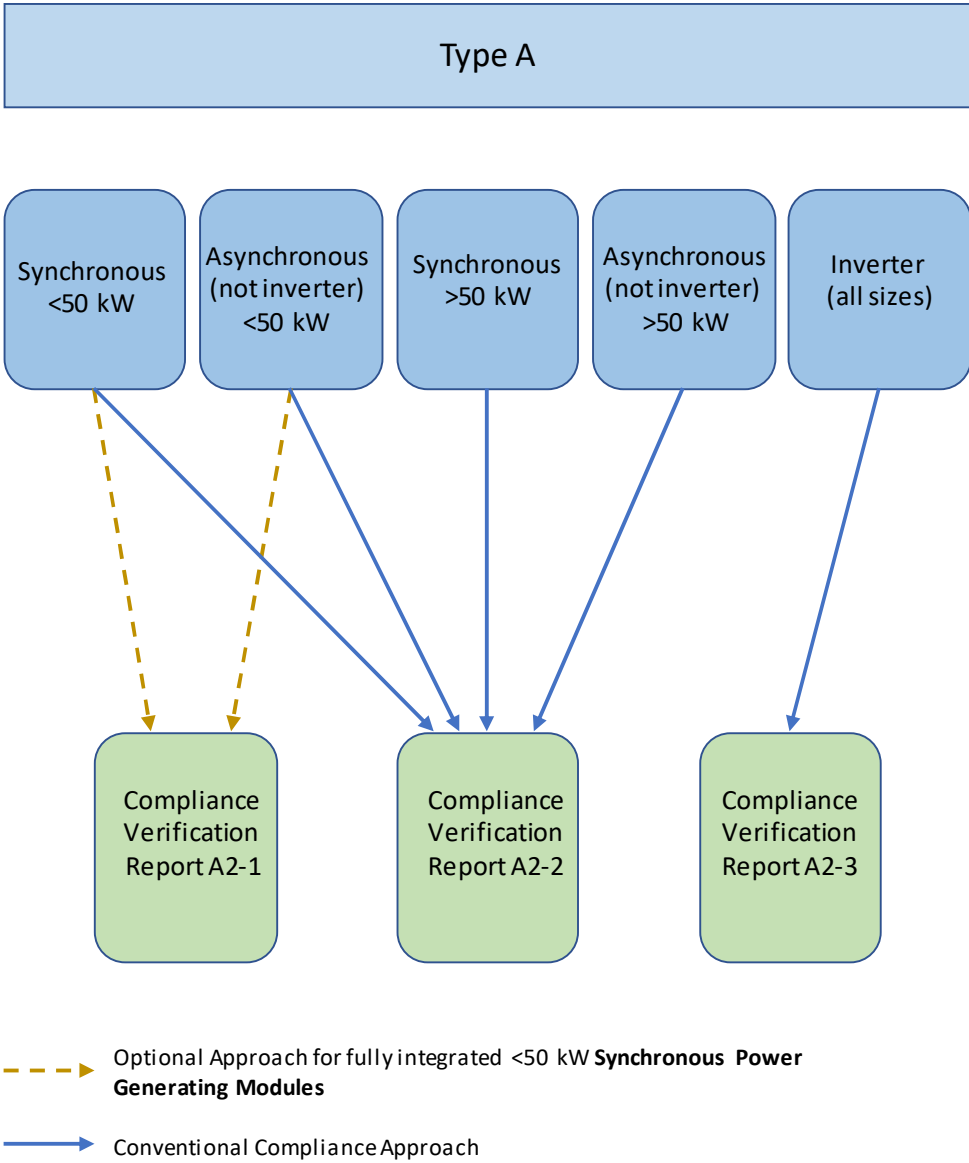 Type A
Synchronous
<50 kW
Asynchronous
(not inverter)
<50 kW
Synchronous
>50 kW
Asynchronous
(not inverter)
>50 kW
Inverter
(all sizes)
Compliance
Verification
Report A2-1
Compliance
Verification
Report A2-2
Compliance
Verification
Report A2-3
Optional Approach for fully integrated <50 kW Synchronous Power
Generating Modules
Conventional Compliance Approach